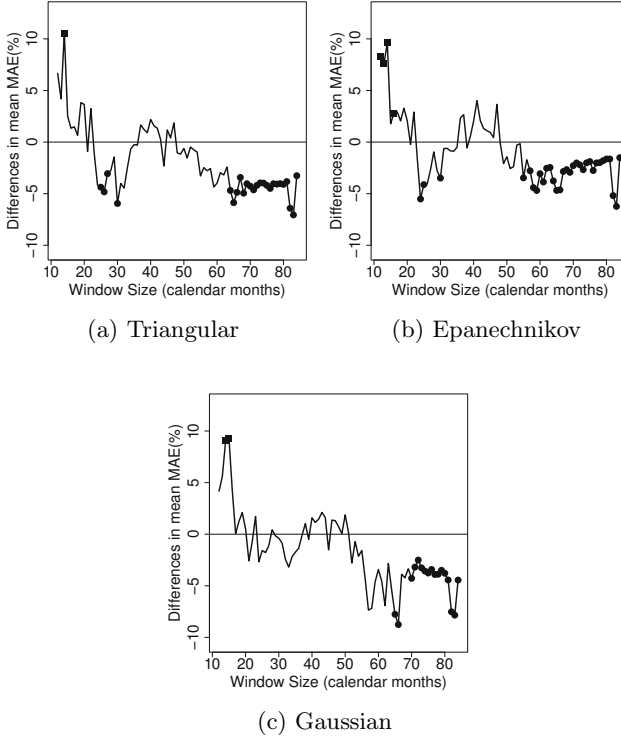 Differences in mean MAE(%)
10
5
0
−5
−10
10 20 30 40 50 60 70 80
Window Size (calendar months)
(a) Triangular
Differences in mean MAE(%)
10
5
0
−5
−10
10 20 30 40 50 60 70 80
Window Size (calendar months)
(b) Epanechnikov
Differences in mean MAE(%)
10
5
0
−5
−10
10 20 30 40 50 60 70 80
Window Size (calendar months)
(c) Gaussian